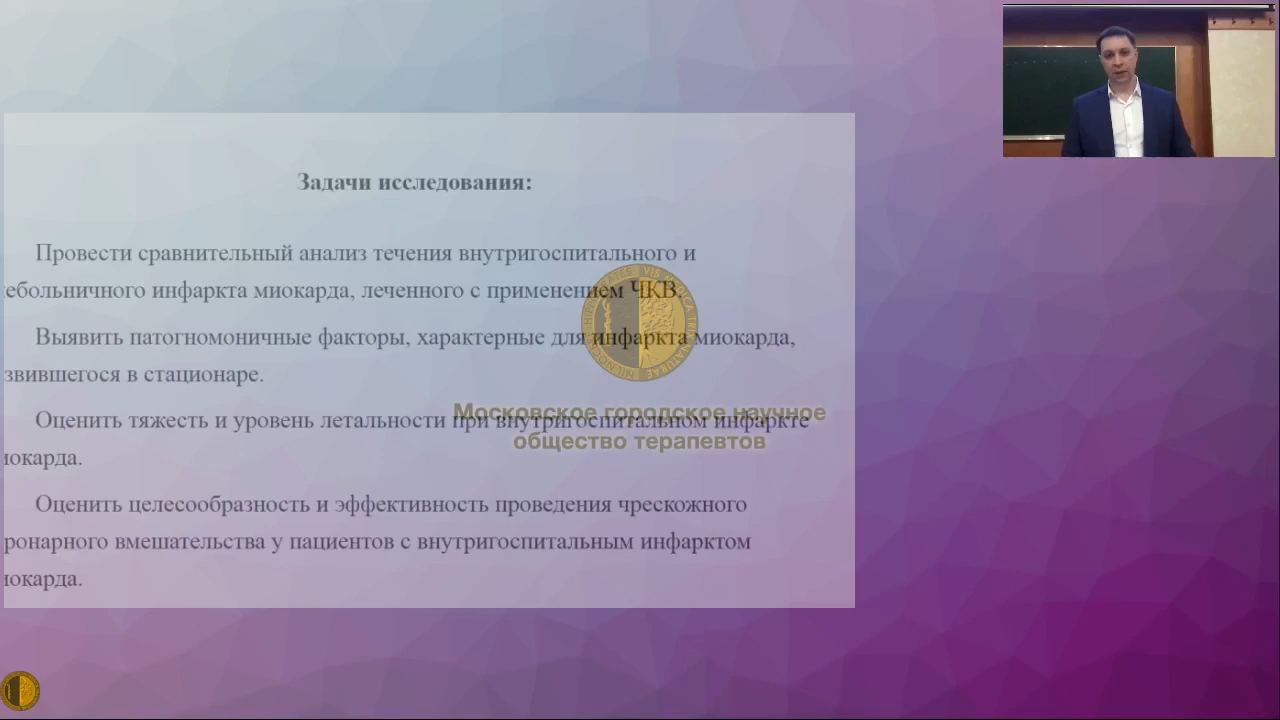 Задачи исследования:
Провести сравнительный анализ течения внутригоспитального и
ебольничного инфаркта миокарда, леченного с применением ЧКВ.
Выявить патогномоничные факторы, характерные для инфаркта миокарда,
звившегося в стационаре.
Оценить тяжесть и уровень летальности при внутригоспитальном инфаркте
иокарда.
Оценить целесообразность и эффективность проведения чрескожного
ронарного вмешательства у пациентов с внутригоспитальным инфарктом
иокарда.
Московское городское научное
общество терапевтов